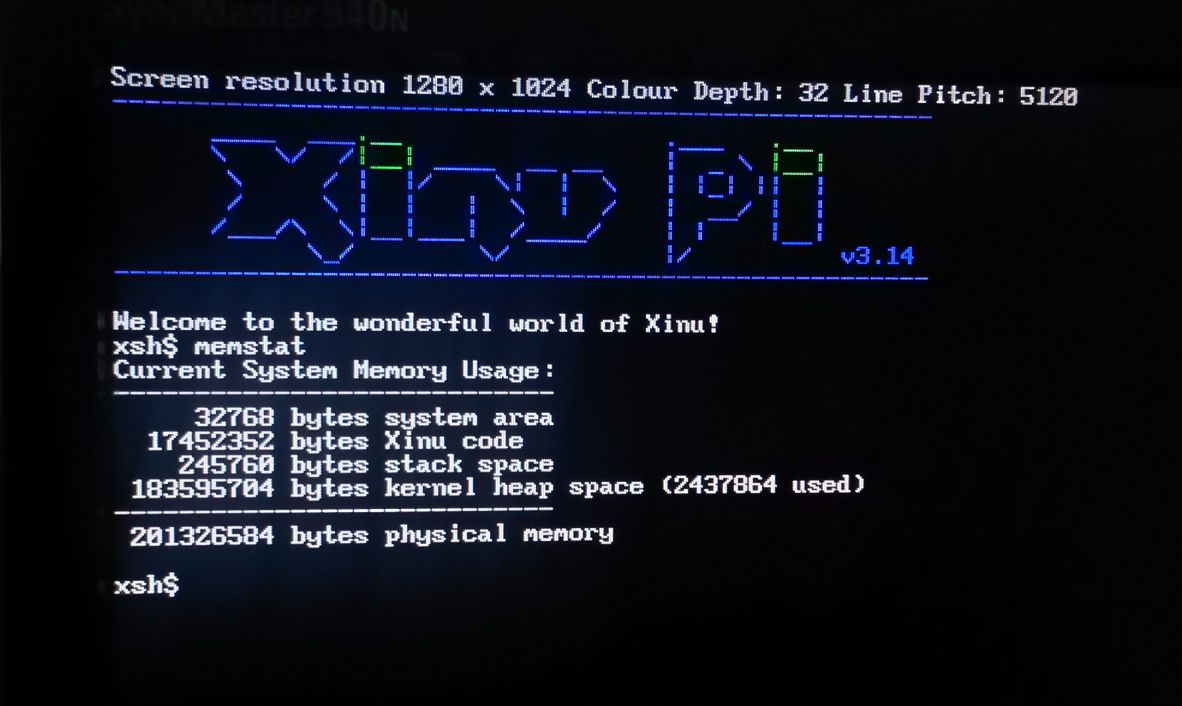 SyncMaster 940N
Screen resolution 1280 x 1024 Colour Depth: 32 Line Pitch: 5120
Xinu Pi
v3.14
Welcome to the wonderful world of Xinu!
xsh$ memstat
Current System Memory Usage:
----------------------------
32768 bytes system area
17452352 bytes Xinu code
245760 bytes stack space
183595704 bytes kernel heap space (2437864 used)
----------------------------
201326584 bytes physical memory
xsh$